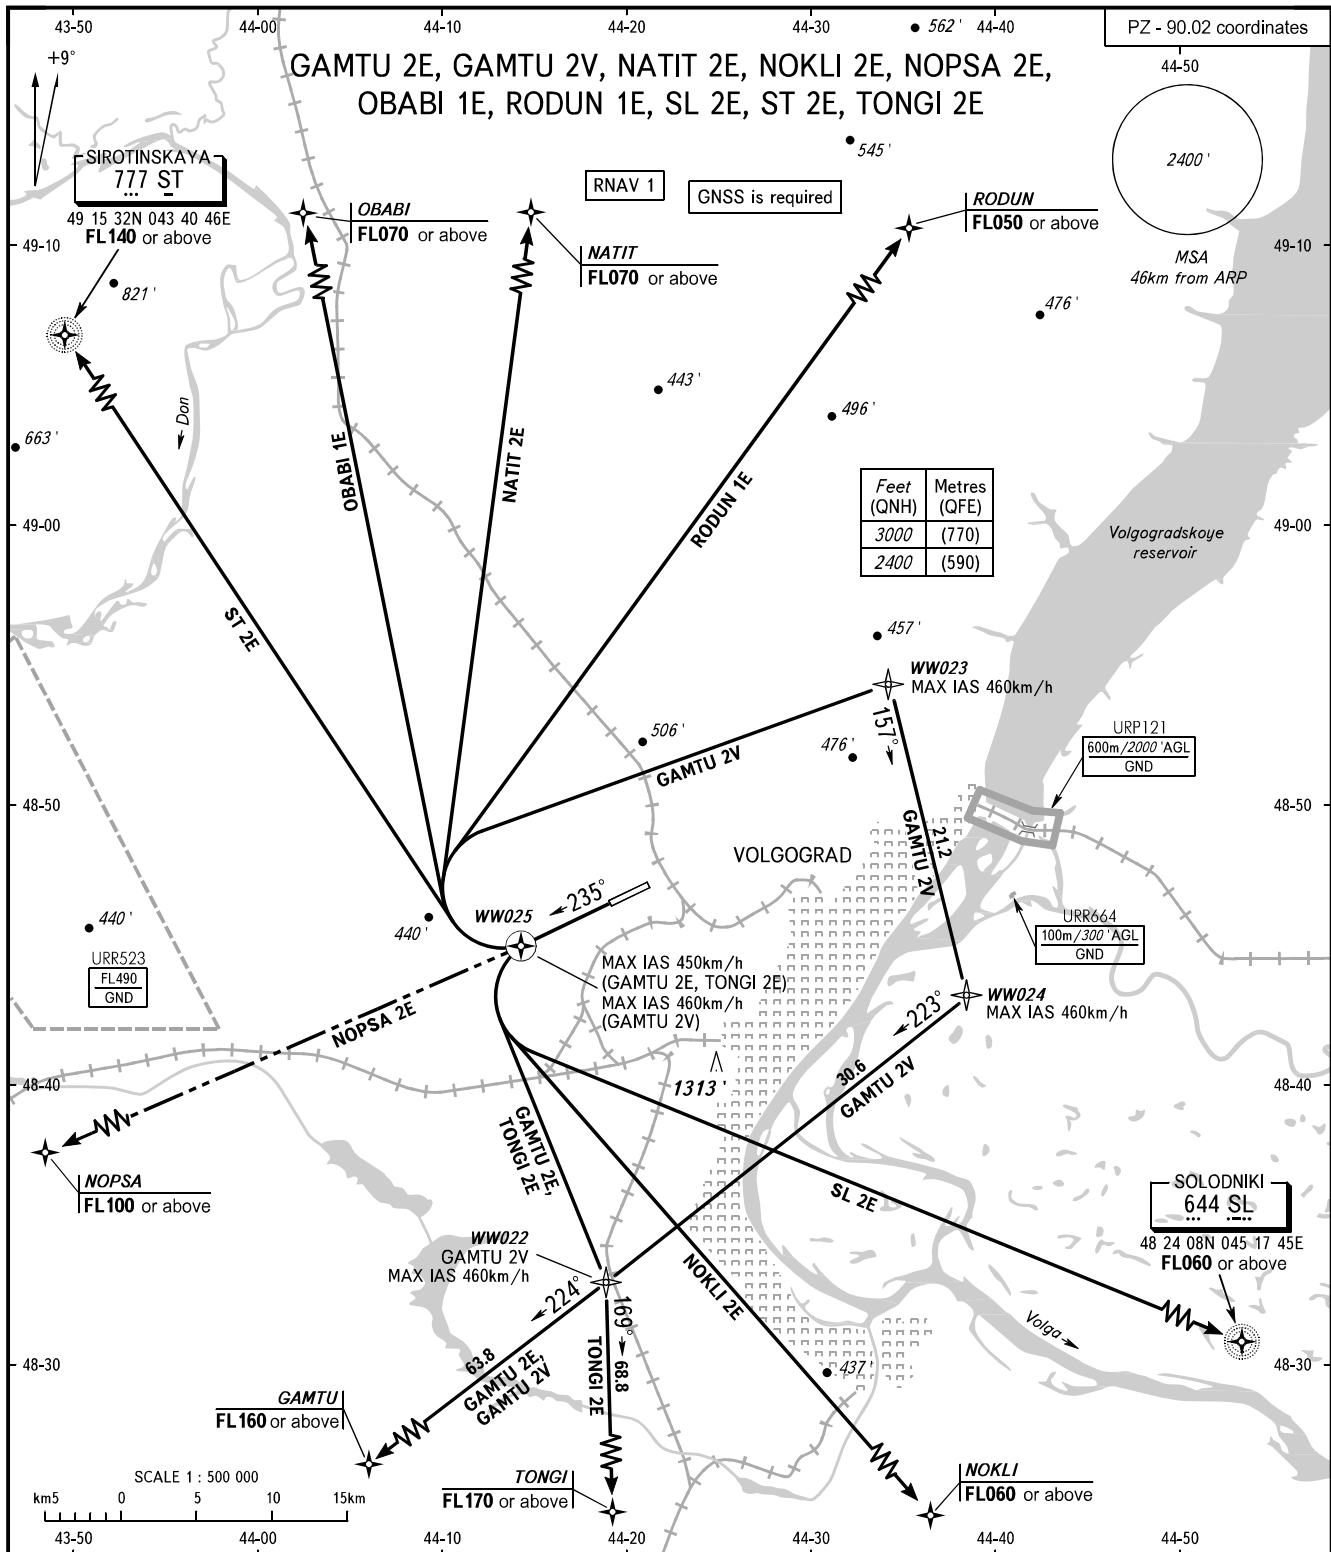 43-50
44-00
44-10
44-20
44-30
44-40
562 '
PZ - 90.02 coordinates
+9°
GAMTU 2E, GAMTU 2V, NATIT 2E, NOKLI 2E, NOPSA 2E,
OBABI 1E, RODUN 1E, SL 2E, ST 2E, TONGI 2E
44-50
2400 '
MSA
46km from ARP
545 '
RNAV 1
GNSS is required
SIROTINSKAYA
777 ST
49 15 32N 043 40 46E
FL140 or above
OBABI
FL070 or above
NATIT
FL070 or above
RODUN
FL050 or above
49-10
49-10
821 '
476 '
443 '
496 '
663 '
Don
OBABI 1E
NATIT 2E
RODUN 1E
ST 2E
Feet
(QNH)
Metres
(QFE)
3000
(770)
2400
(590)
Volgogradskoye
reservoir
49-00
49-00
457 '
WW023
MAX IAS 460km/h
157°
506 '
476 '
GAMTU 2V
URP121
600m/2000 'AGL
GND
48-50
48-50
21.2
GAMTU 2V
VOLGOGRAD
235°
WW025
440 '
440 '
URR523
FL490
GND
URR664
100m/300 'AGL
GND
MAX IAS 450km/h
(GAMTU 2E, TONGI 2E)
MAX IAS 460km/h
(GAMTU 2V)
WW024
MAX IAS 460km/h
223°
NOPSA 2E
48-40
48-40
1313 '
30.6
GAMTU 2V
GAMTU 2E,
TONGI 2E
NOPSA
FL100 or above
SL 2E
SOLODNIKI
644 SL
48 24 08N 045 17 45E
FL060 or above
WW022
GAMTU 2V
MAX IAS 460km/h
NOKLI 2E
224°
169°
Volga
63.8
GAMTU 2E,
GAMTU 2V
68.8
TONGI 2E
48-30
48-30
437 '
GAMTU
FL160 or above
TONGI
FL170 or above
NOKLI
FL060 or above
SCALE 1 : 500 000
km5
0
5
10
15km
43-50
44-00
44-10
44-20
44-30
44-40
44-50